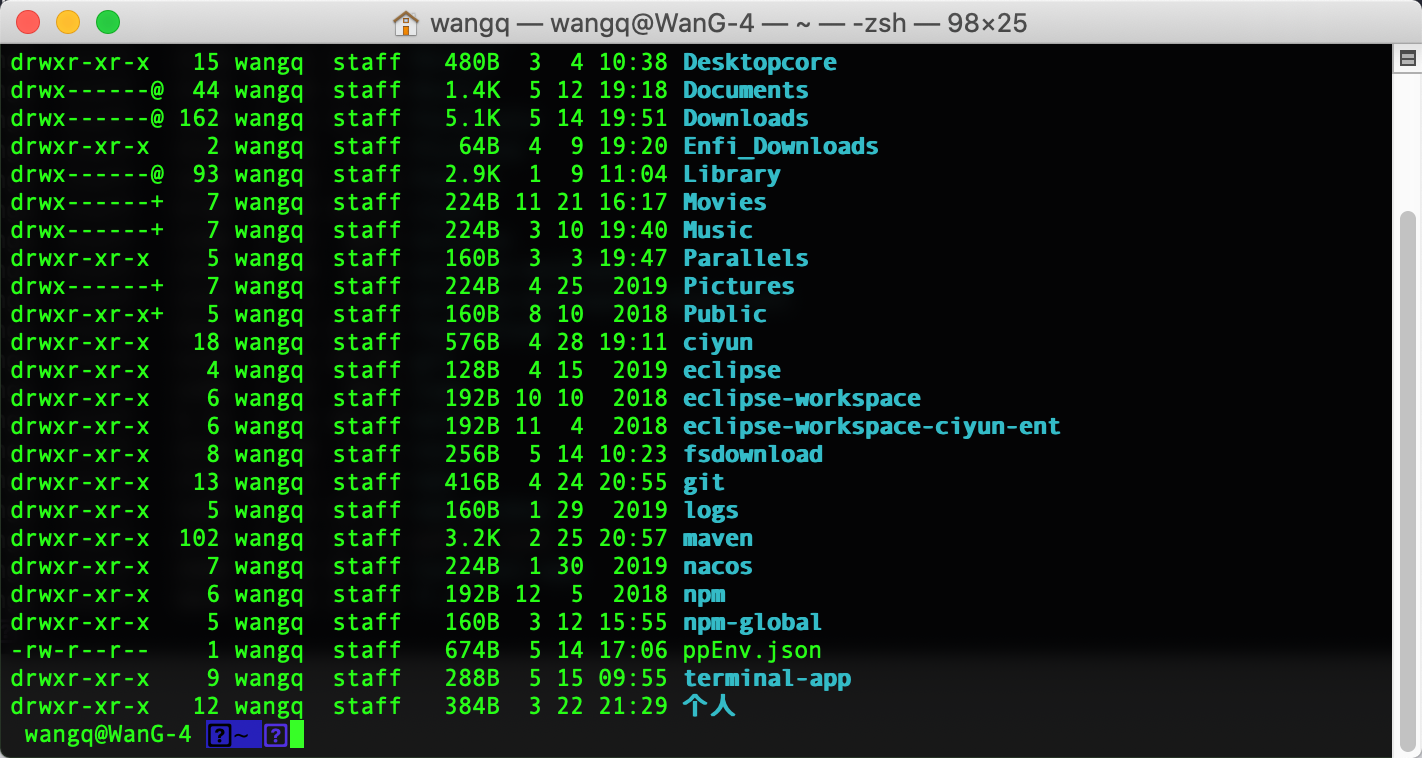 wangq — wangq@WanG-4 — ~ — -zsh — 98×25
drwxr-xr-x   15 wangq  staff   480B  3  4 10:38 Desktopcore
drwx------@  44 wangq  staff   1.4K  5 12 19:18 Documents
drwx------@ 162 wangq  staff   5.1K  5 14 19:51 Downloads
drwxr-xr-x    2 wangq  staff    64B  4  9 19:20 Enfi_Downloads
drwx------@  93 wangq  staff   2.9K  1  9 11:04 Library
drwx------+   7 wangq  staff   224B 11 21 16:17 Movies
drwx------+   7 wangq  staff   224B  3 10 19:40 Music
drwxr-xr-x    5 wangq  staff   160B  3  3 19:47 Parallels
drwx------+   7 wangq  staff   224B  4 25  2019 Pictures
drwxr-xr-x+   5 wangq  staff   160B  8 10  2018 Public
drwxr-xr-x   18 wangq  staff   576B  4 28 19:11 ciyun
drwxr-xr-x    4 wangq  staff   128B  4 15  2019 eclipse
drwxr-xr-x    6 wangq  staff   192B 10 10  2018 eclipse-workspace
drwxr-xr-x    6 wangq  staff   192B 11  4  2018 eclipse-workspace-ciyun-ent
drwxr-xr-x    8 wangq  staff   256B  5 14 10:23 fsdownload
drwxr-xr-x   13 wangq  staff   416B  4 24 20:55 git
drwxr-xr-x    5 wangq  staff   160B  1 29  2019 logs
drwxr-xr-x  102 wangq  staff   3.2K  2 25 20:57 maven
drwxr-xr-x    7 wangq  staff   224B  1 30  2019 nacos
drwxr-xr-x    6 wangq  staff   192B 12  5  2018 npm
drwxr-xr-x    5 wangq  staff   160B  3 12 15:55 npm-global
-rw-r--r--    1 wangq  staff   674B  5 14 17:06 ppEnv.json
drwxr-xr-x    9 wangq  staff   288B  5 15 09:55 terminal-app
drwxr-xr-x   12 wangq  staff   384B  3 22 21:29 个人
wangq@WanG-4 ?~ ?